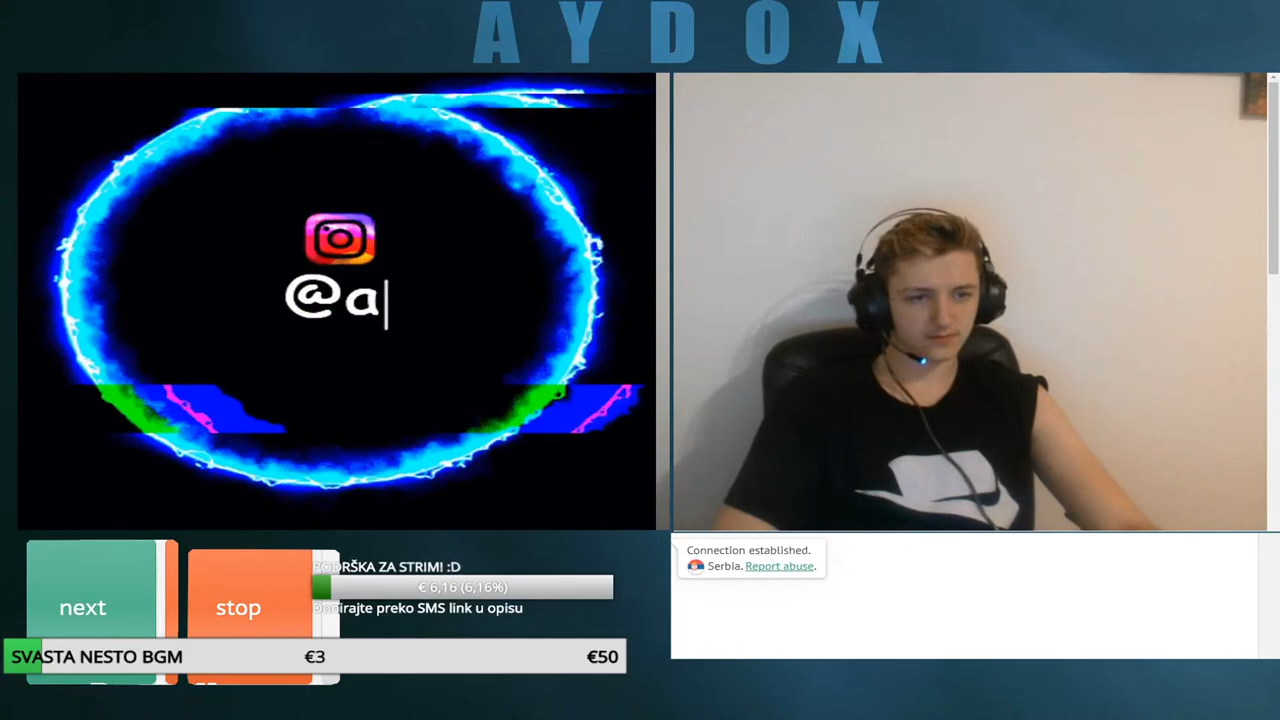 AYDOX
@a
Connection established.
Serbia. Report abuse.
next
stop
PODRŠKA ZA STRIM! :D
€ 6,16 (6,16%)
Donirajte preko SMS link u opisu
SVASTA NESTO BGM €3 €50